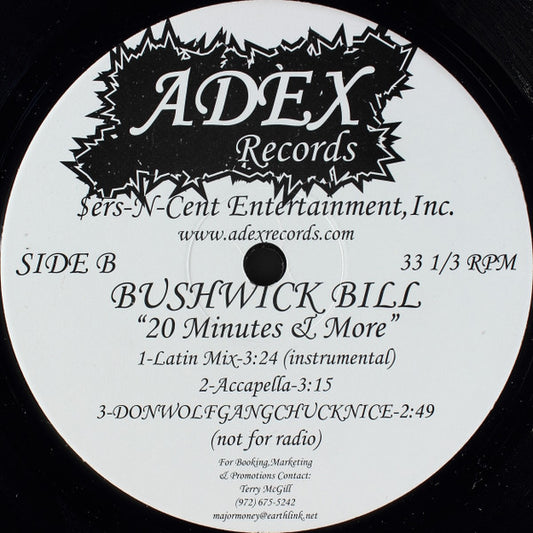 ADEX
Records
$ers-N-Cent Entertainment, Inc.
www.adexrecords.com
SIDE B
33 1/3 RPM
BUSHWICK BILL
"20 Minutes & More"
1-Latin Mix-3:24 (instrumental)
2-Accapella-3:15
3-DONWOLFGANGCHUCKNICE-2:49
(not for radio)
For Booking,Marketing
& Promotions Contact:
Terry McGill
(972) 675-5242
majormoney@earthlink.net